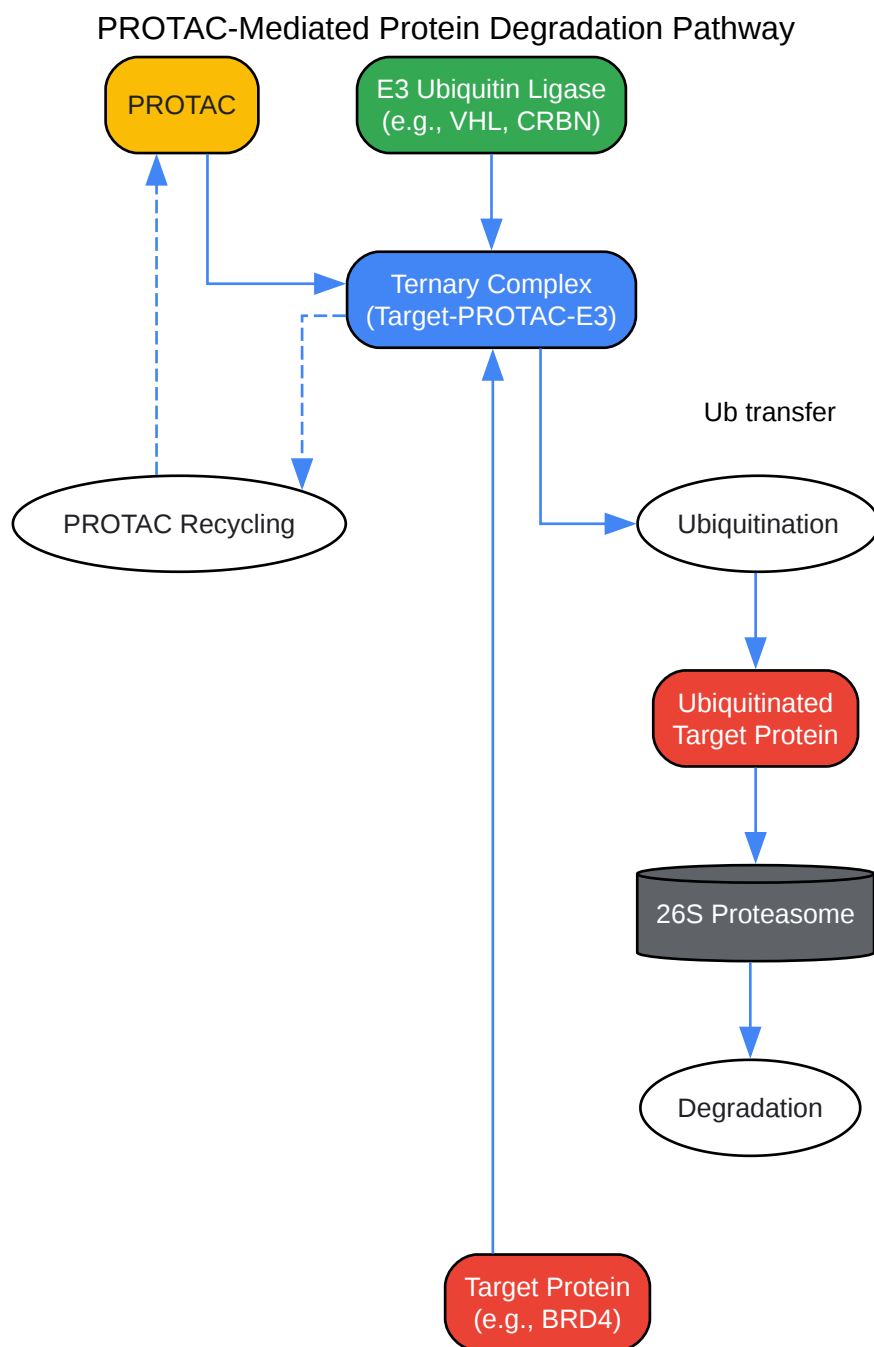 PROTAC-Mediated Protein Degradation Pathway
PROTAC
E3 Ubiquitin Ligase
(e.g., VHL, CRBN)
Ternary Complex
(Target-PROTAC-E3)
Ub transfer
PROTAC Recycling
Ubiquitination
Ubiquitinated
Target Protein
26S Proteasome
Degradation
Target Protein
(e.g., BRD4)